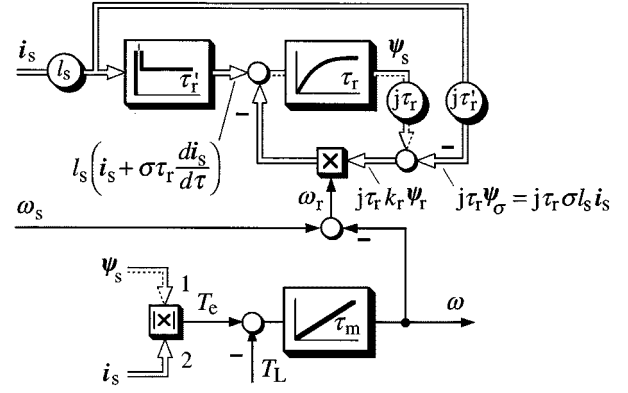 i_s
l_s
τ_r'
τ_r
ψ_s
jτ_r
jτ_r'
−
−
l_s(i_s + στ_r di_s/dτ)
×
ω_r
jτ_r k_r ψ_r
jτ_r ψ_σ = jτ_r σl_s i_s
ω_s
−
ψ_s
1
T_e
|×|
τ_m
ω
i_s
2
−
T_L